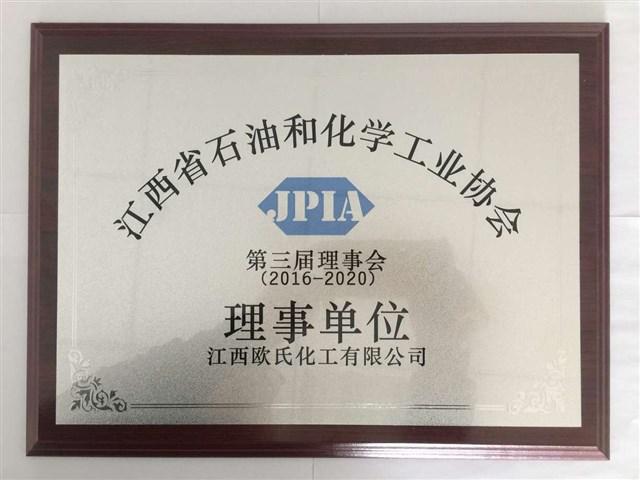 江西省石油和化学工业协会
JPIA
第三届理事会
(2016-2020)
理事单位
江西欧氏化工有限公司